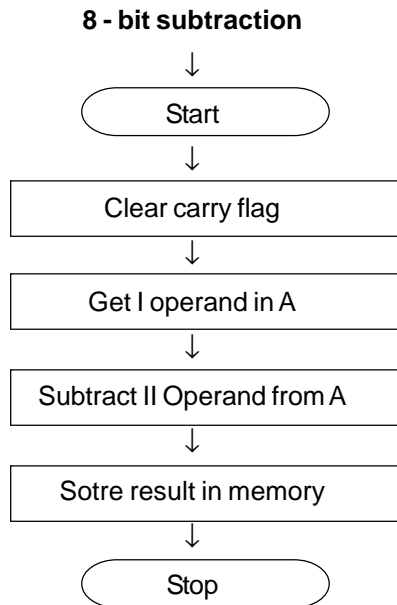 8 - bit subtraction
Start
Clear carry flag
Get I operand in A
Subtract II Operand from A
Sotre result in memory
Stop